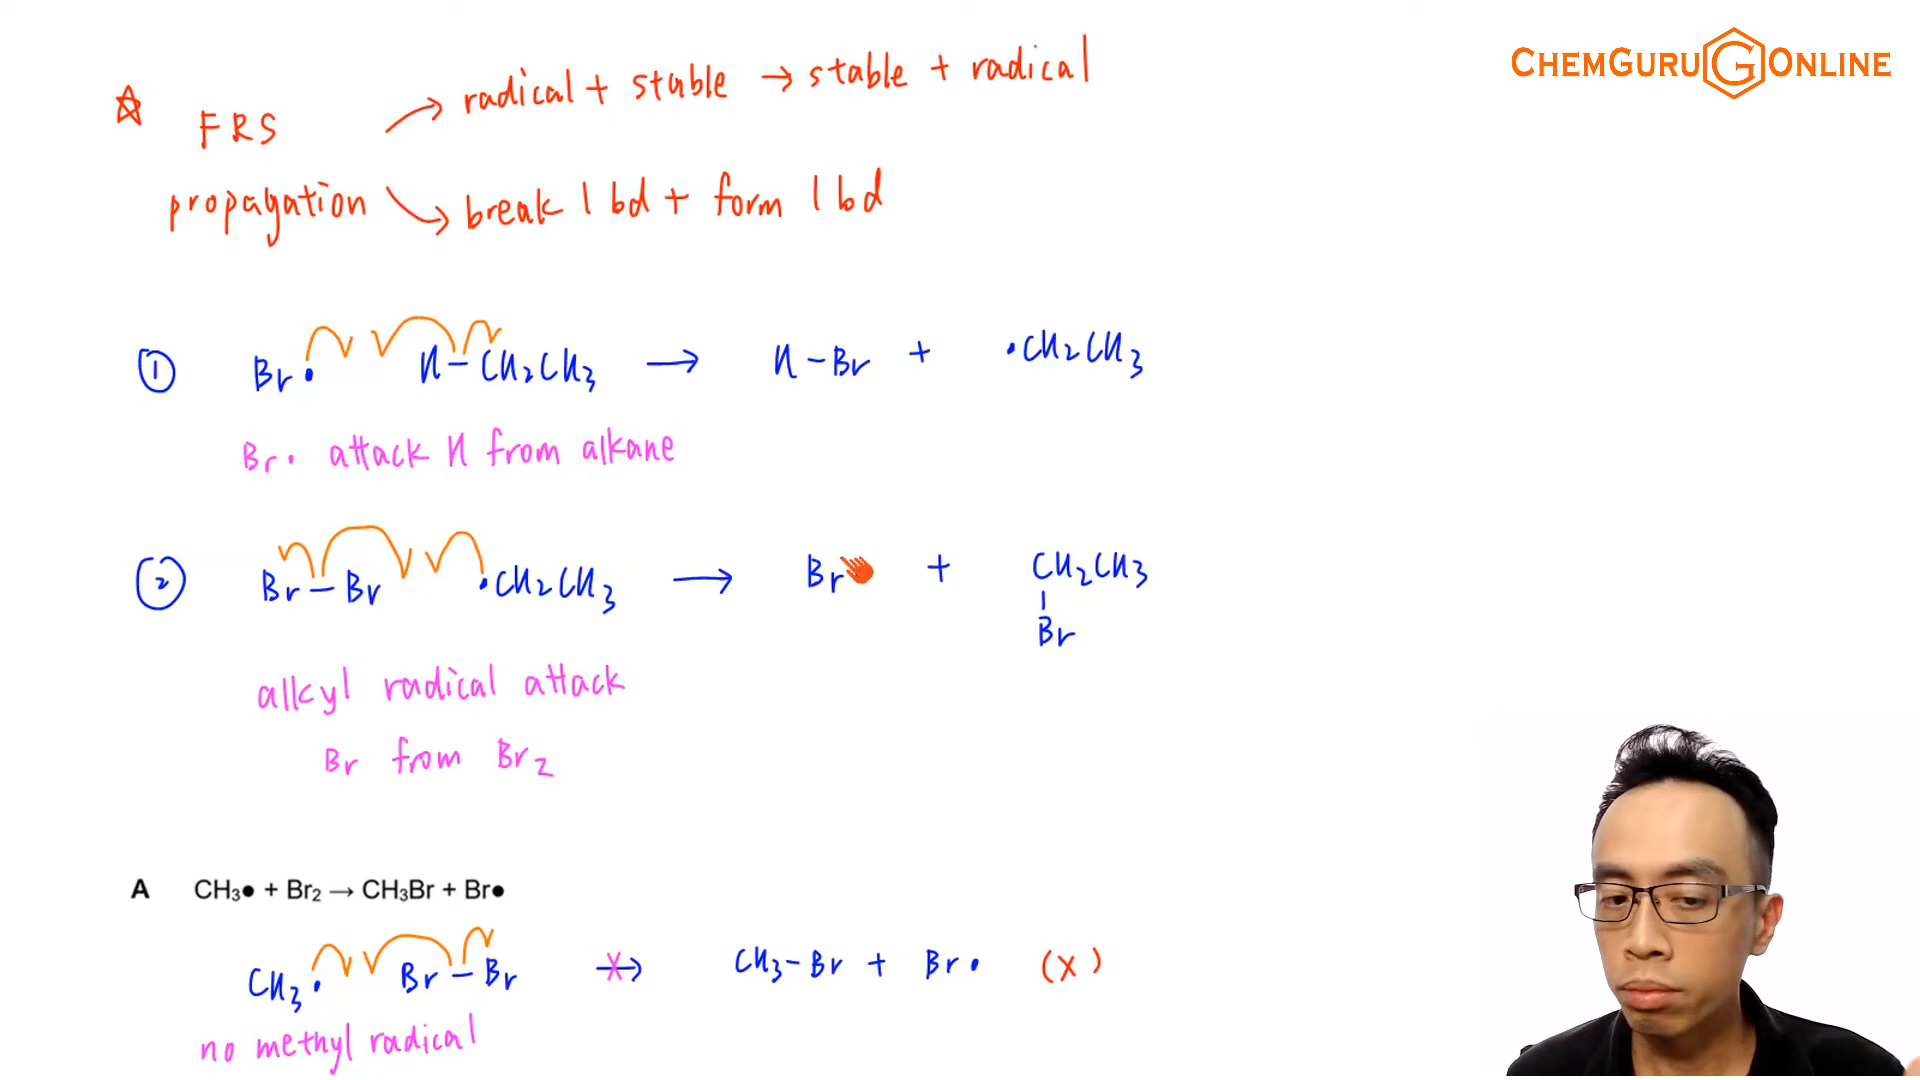 CHEMGURU G ONLINE
☆ FRS propagation
→ radical + stable → stable + radical
→ break 1 bd + form 1 bd
① Br• H–CH₂CH₃ → H–Br + •CH₂CH₃
Br• attack H from alkane
② Br–Br •CH₂CH₃ → Br + CH₂CH₃
Br
alkyl radical attack
Br from Br₂
A CH₃● + Br₂ → CH₃Br + Br●
CH₃• Br–Br → CH₃–Br + Br• (x)
no methyl radical